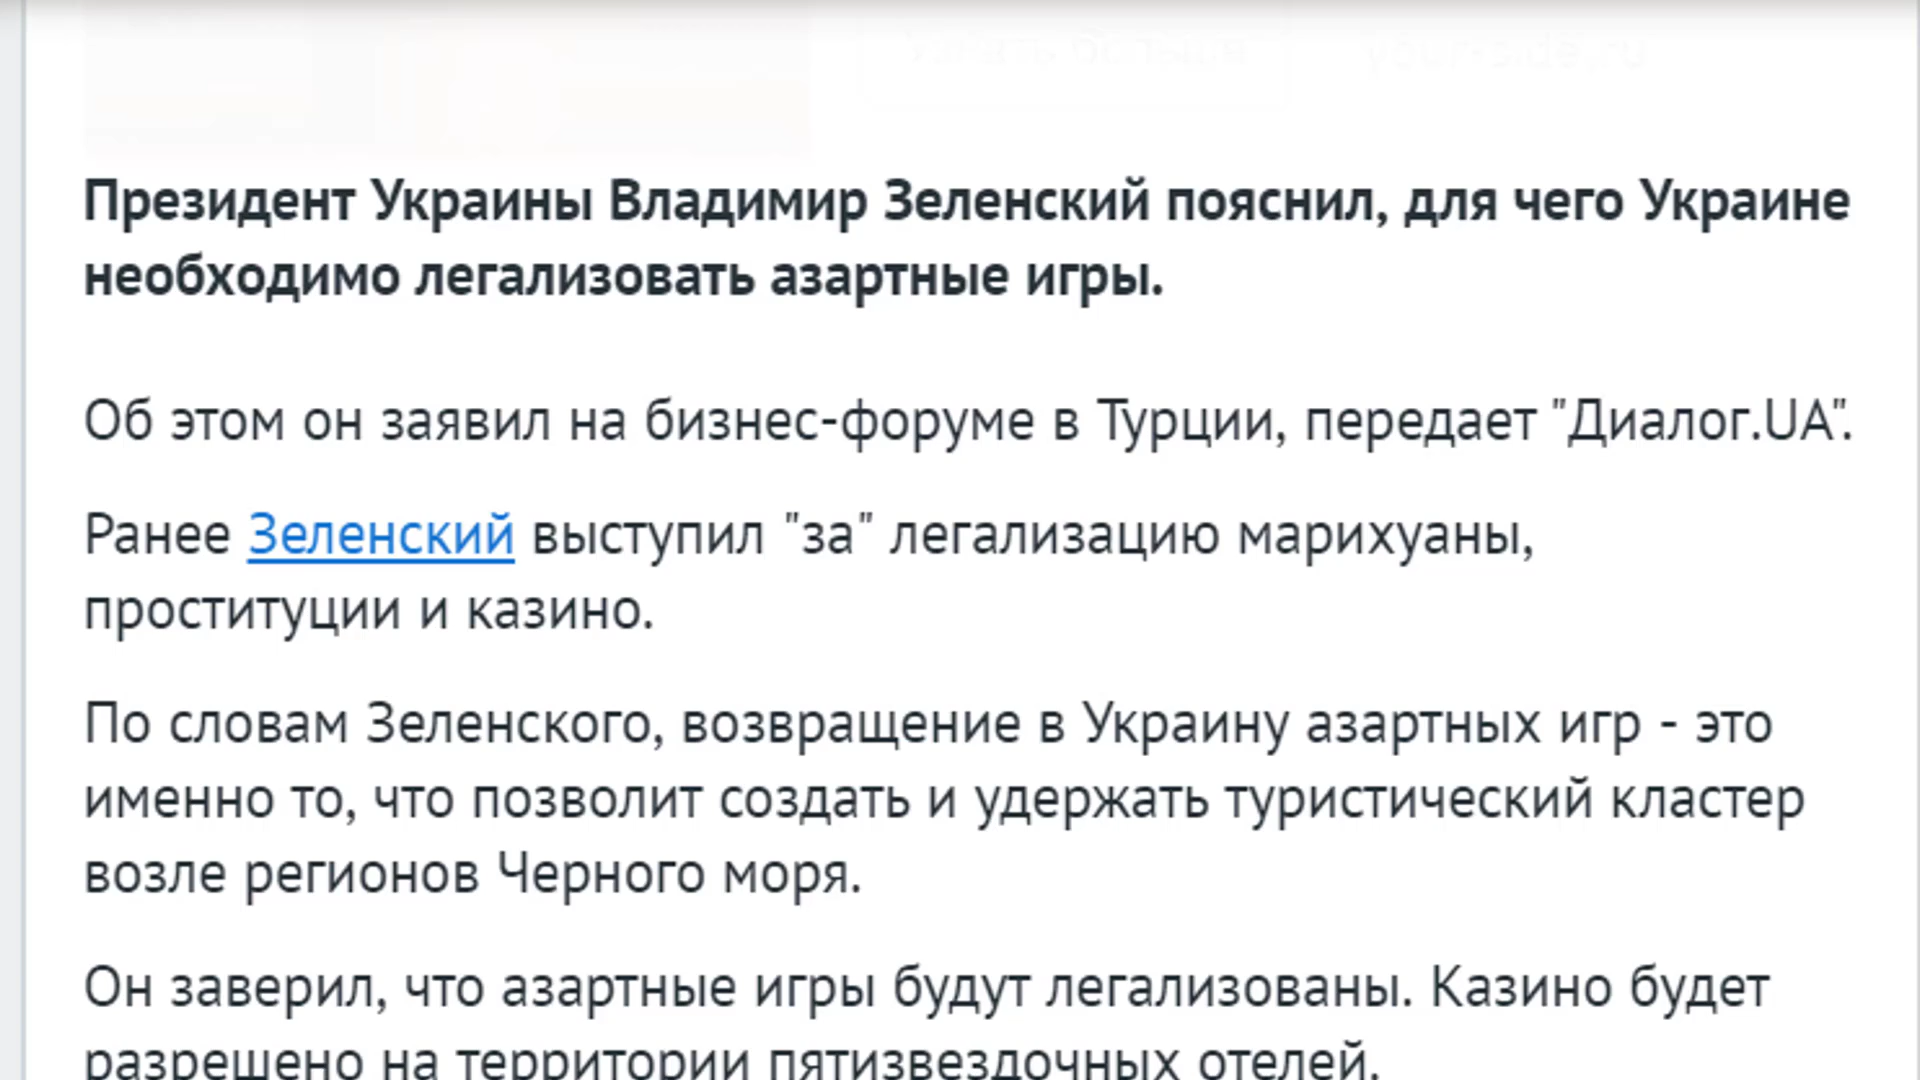 Президент Украины Владимир Зеленский пояснил, для чего Украине
необходимо легализовать азартные игры.
Об этом он заявил на бизнес-форуме в Турции, передает "Диалог.UA".
Ранее Зеленский выступил "за" легализацию марихуаны,
проституции и казино.
По словам Зеленского, возвращение в Украину азартных игр - это
именно то, что позволит создать и удержать туристический кластер
возле регионов Черного моря.
Он заверил, что азартные игры будут легализованы. Казино будет
разрешено на территории пятизвездочных отелей.